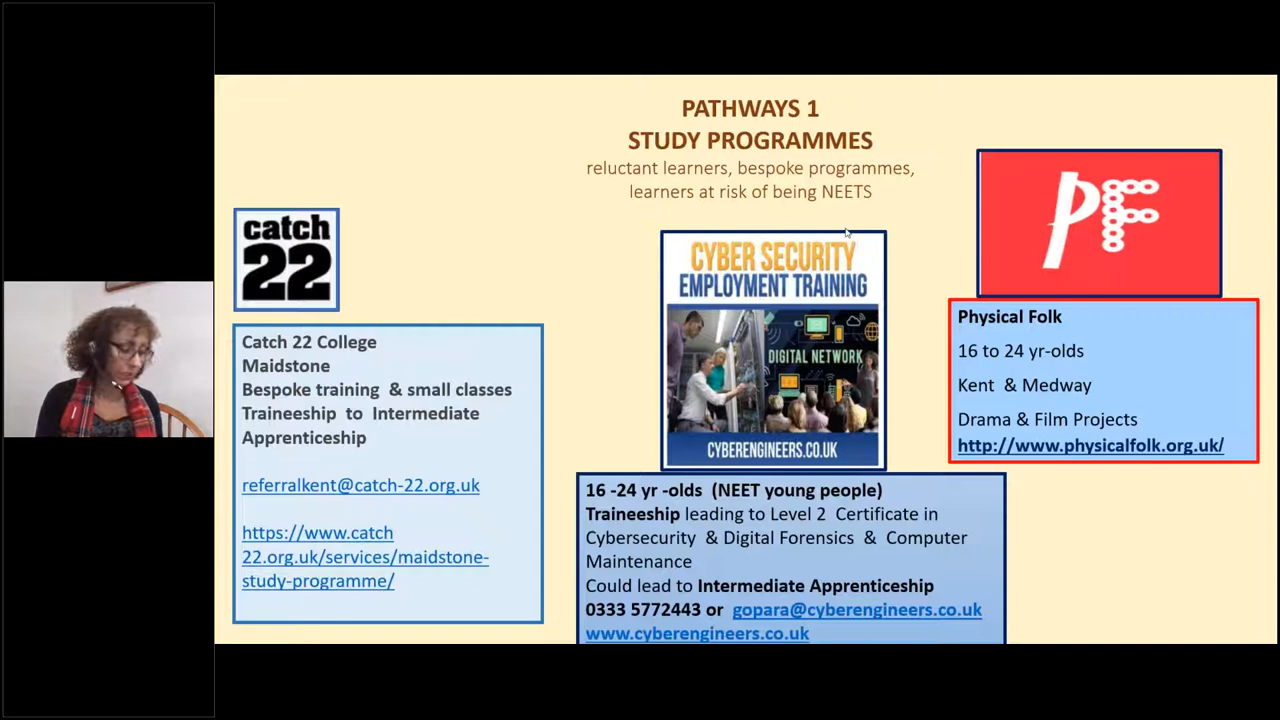 PATHWAYS 1
STUDY PROGRAMMES
reluctant learners, bespoke programmes,
learners at risk of being NEETS
catch
22
Catch 22 College
Maidstone
Bespoke training & small classes
Traineeship to Intermediate
Apprenticeship
referralkent@catch-22.org.uk
https://www.catch
22.org.uk/services/maidstone-
study-programme/
CYBER SECURITY
EMPLOYMENT TRAINING
DIGITAL NETWORK
CYBERENGINEERS.CO.UK
16 -24 yr -olds (NEET young people)
Traineeship leading to Level 2 Certificate in
Cybersecurity & Digital Forensics & Computer
Maintenance
Could lead to Intermediate Apprenticeship
0333 5772443 or gopara@cyberengineers.co.uk
www.cyberengineers.co.uk
PF
Physical Folk
16 to 24 yr-olds
Kent & Medway
Drama & Film Projects
http://www.physicalfolk.org.uk/